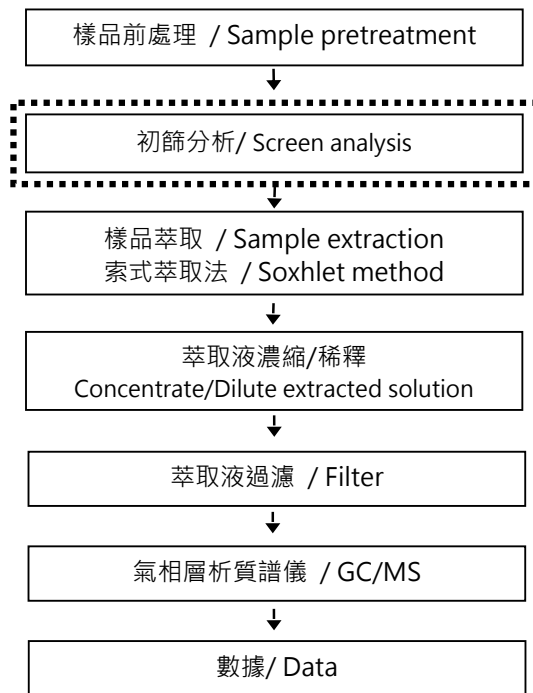 樣品前處理 / Sample pretreatment
初篩分析/ Screen analysis
樣品萃取 / Sample extraction
索式萃取法 / Soxhlet method
萃取液濃縮/稀釋
Concentrate/Dilute extracted solution
萃取液過濾 / Filter
氣相層析質譜儀 / GC/MS
數據/ Data